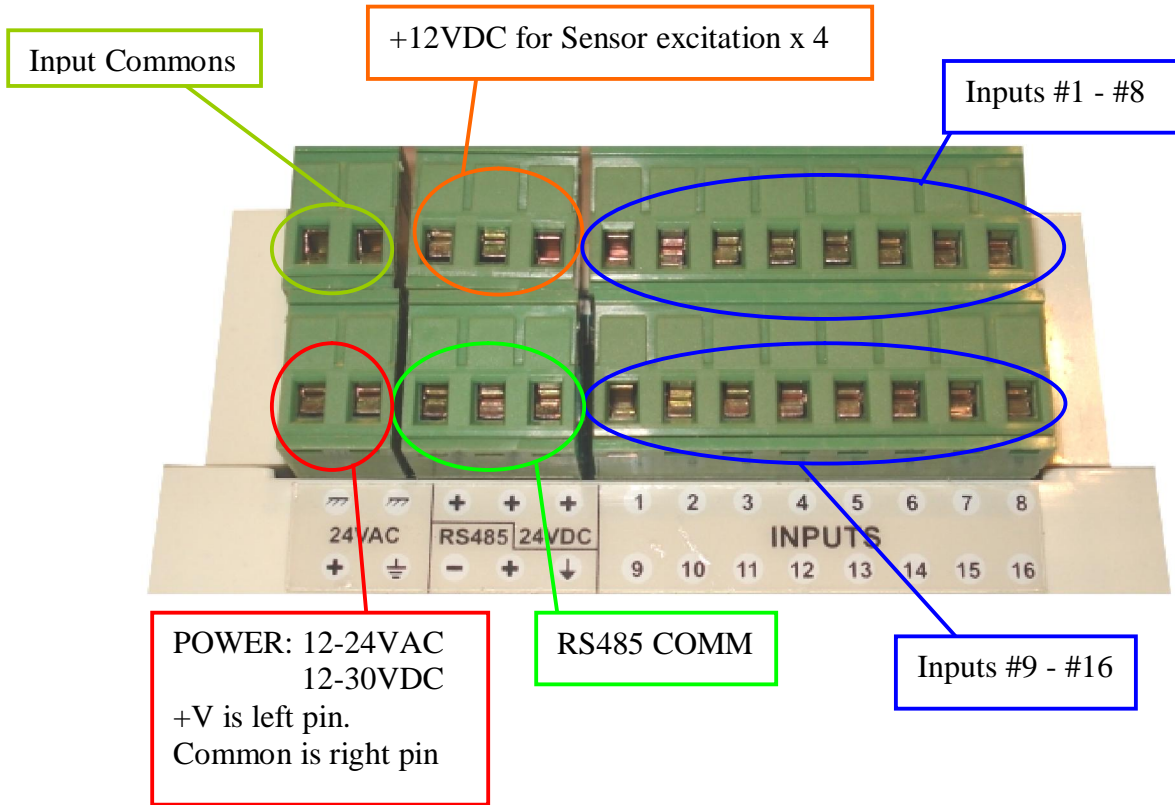 +12VDC for Sensor excitation x 4
Input Commons
Inputs #1 - #8
24VAC
+ + +
RS485 24VDC
1 2 3 4 5 6 7 8
INPUTS
+
- +
9 10 11 12 13 14 15 16
POWER: 12-24VAC
12-30VDC
+V is left pin.
Common is right pin
RS485 COMM
Inputs #9 - #16